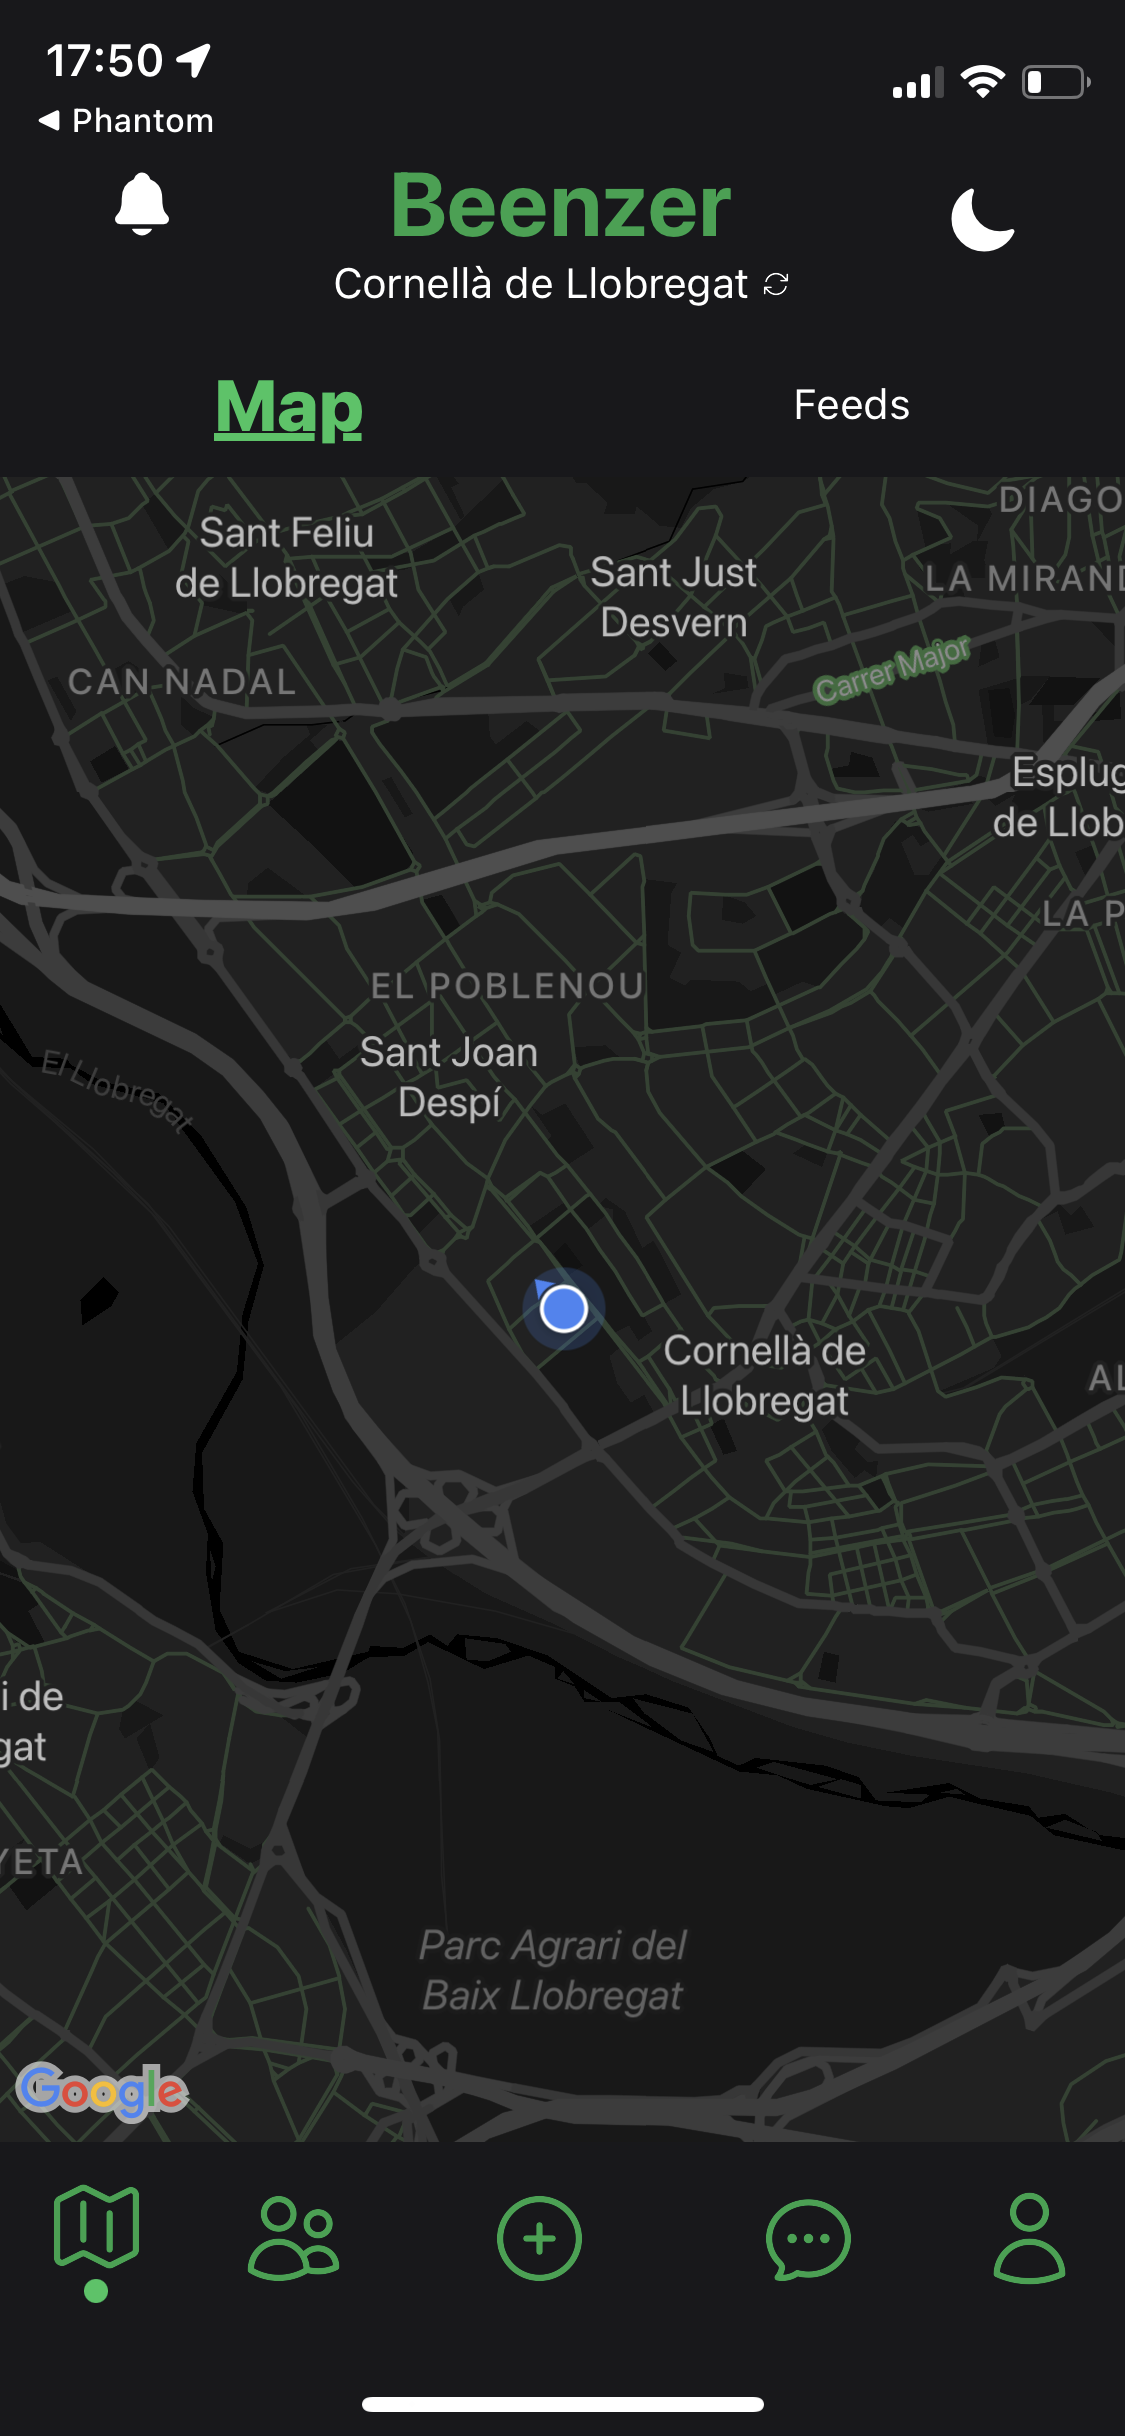 17:50
Phantom
Beenzer
Cornellà de Llobregat
Map
Feeds
DIAGO
Sant Feliu
de Llobregat
Sant Just
Desvern
LA MIRAND
Carrer Major
CAN NADAL
Esplug
de Llob
LA P
EL POBLENOU
Sant Joan
Despí
El Llobregat
Cornellà de
Llobregat
AL
i de
gat
YETA
Parc Agrari del
Baix Llobregat
Google